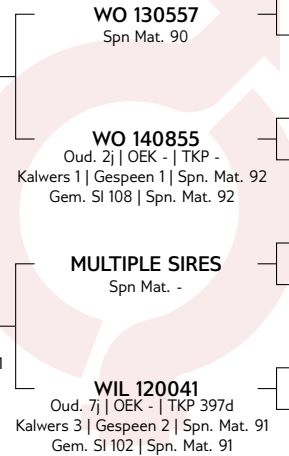 WO 130557
Spn Mat. 90
WO 140855
Oud. 2j | OEK - | TKP -
Kalwers 1 | Gespeen 1 | Spn. Mat. 92
Gem. SI 108 | Spn. Mat. 92
MULTIPLE SIRES
Spn Mat. -
WIL 120041
Oud. 7j | OEK - | TKP 397d
Kalwers 3 | Gespeen 2 | Spn. Mat. 91
Gem. SI 102 | Spn. Mat. 91